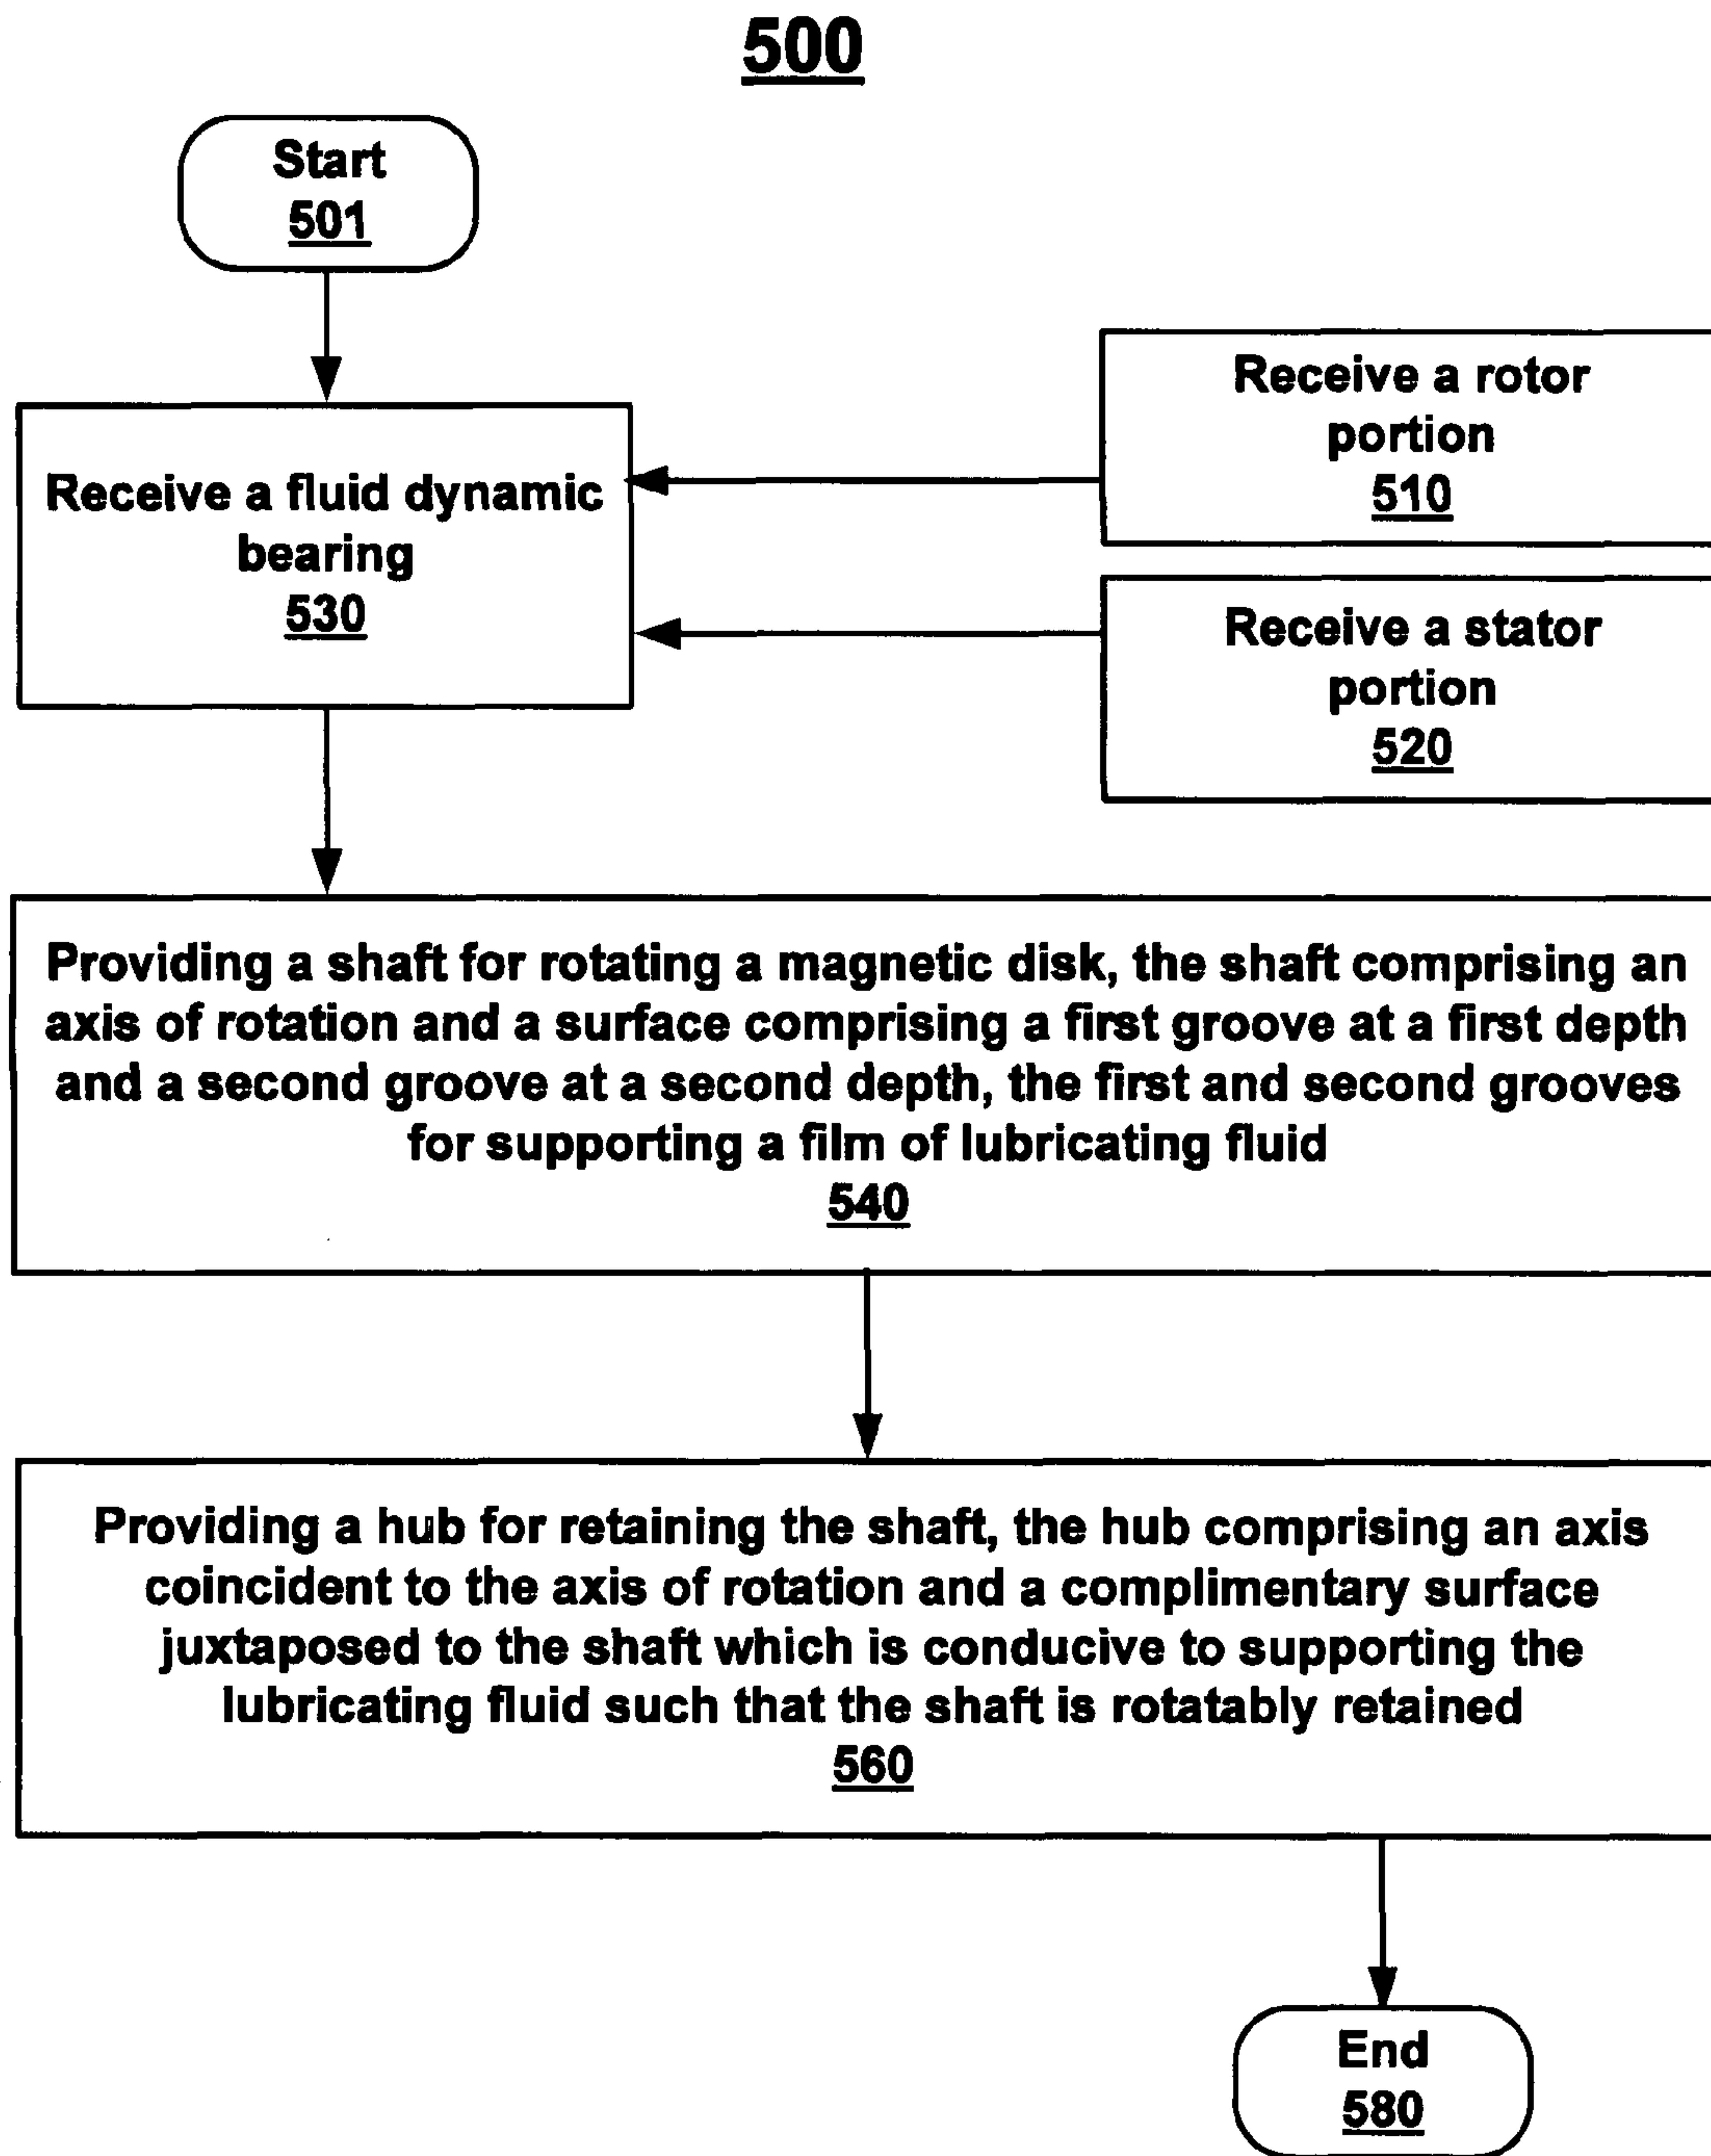 500
Start
501
Receive a rotor
portion
510
Receive a fluid dynamic
bearing
530
Receive a stator
portion
520
Providing a shaft for rotating a magnetic disk, the shaft comprising an
axis of rotation and a surface comprising a first groove at a first depth
and a second groove at a second depth, the first and second grooves
for supporting a film of lubricating fluid
540
Providing a hub for retaining the shaft, the hub comprising an axis
coincident to the axis of rotation and a complimentary surface
juxtaposed to the shaft which is conducive to supporting the
lubricating fluid such that the shaft is rotatably retained
560
End
580